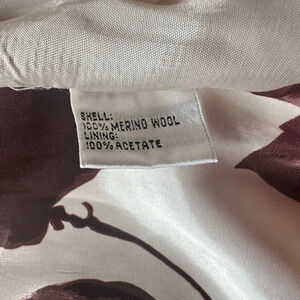 SHELL:
100% MERINO WOOL
LINING:
100% ACETATE